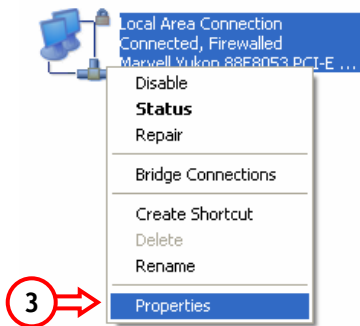 Local Area Connection
Connected, Firewalled
Marvell Yukon 88E8053 PCI-E ...
Disable
Status
Repair
Bridge Connections
Create Shortcut
Delete
Rename
3
Properties